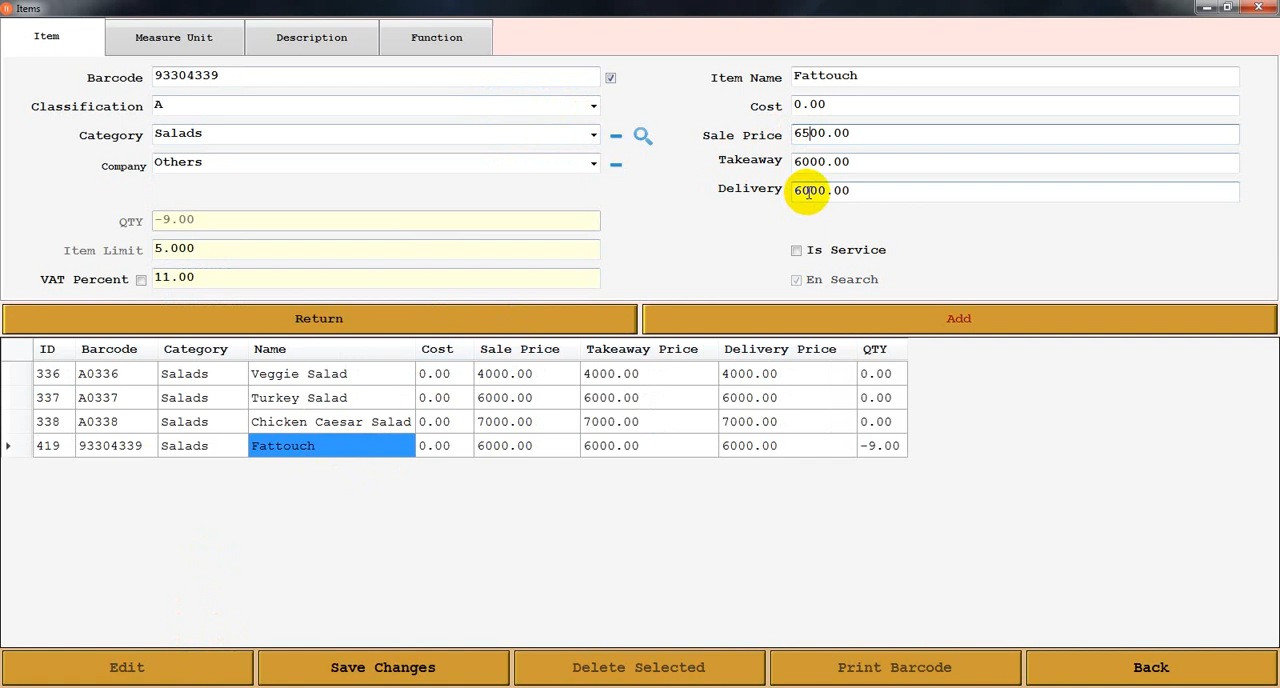 Items
Item Measure Unit Description Function
Barcode 93304339
Classification A
Category Salads
Company Others
QTY -9.00
Item Limit 5.000
VAT Percent 11.00
Item Name Fattouch
Cost 0.00
Sale Price 6500.00
Takeaway 6000.00
Delivery 6000.00
Is Service
En Search
Return Add
ID Barcode Category Name Cost Sale Price Takeaway Price Delivery Price QTY
336 A0336 Salads Veggie Salad 0.00 4000.00 4000.00 4000.00 0.00
337 A0337 Salads Turkey Salad 0.00 6000.00 6000.00 6000.00 0.00
338 A0338 Salads Chicken Caesar Salad 0.00 7000.00 7000.00 7000.00 0.00
419 93304339 Salads Fattouch 0.00 6000.00 6000.00 6000.00 -9.00
Edit Save Changes Delete Selected Print Barcode Back